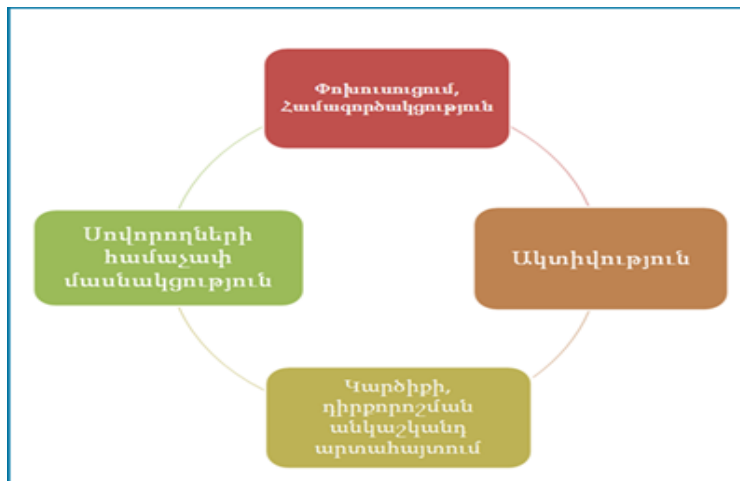 Փոխուսուցում,
Համագործակցություն
Սովորողների
համաչափ
մասնակցություն
Ակտիվություն
Կարծիքի,
դիրքորոշման
անկաշկանդ
արտահայտում